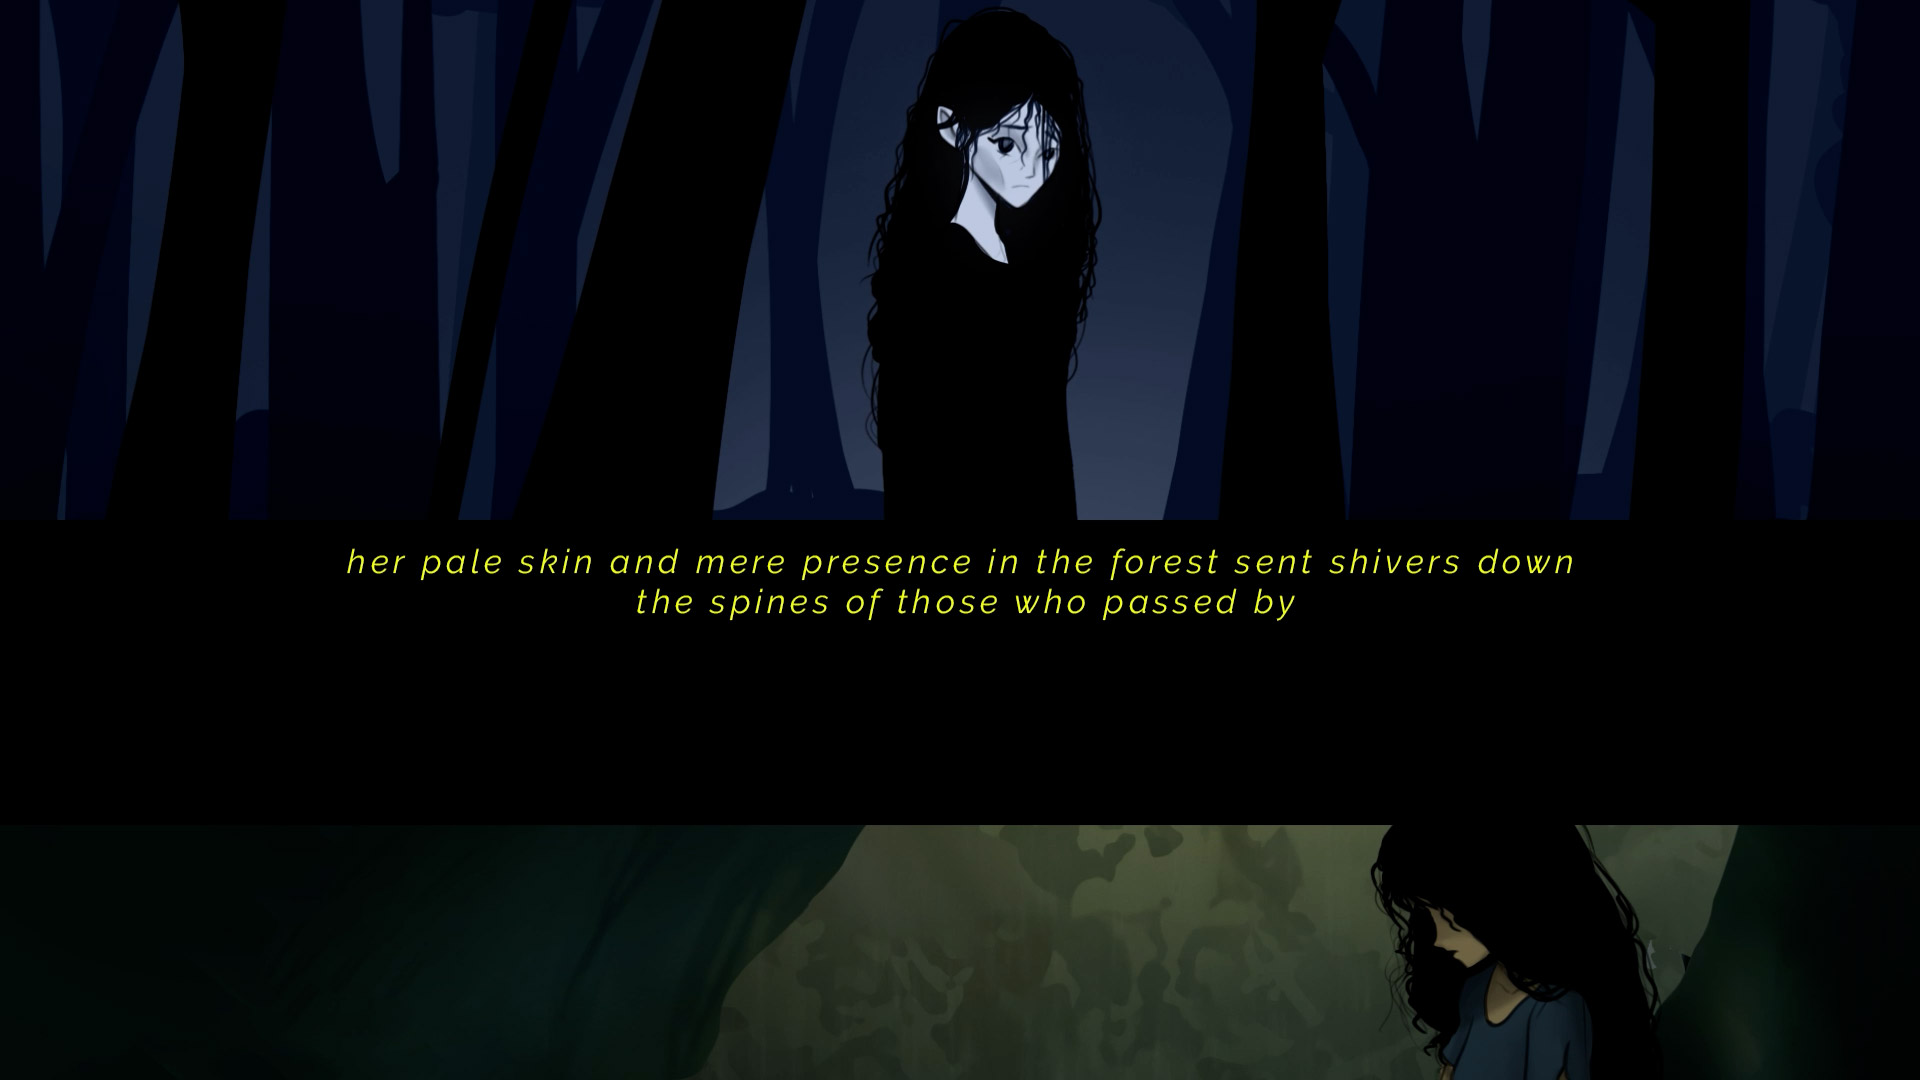 her pale skin and mere presence in the forest sent shivers down
the spines of those who passed by